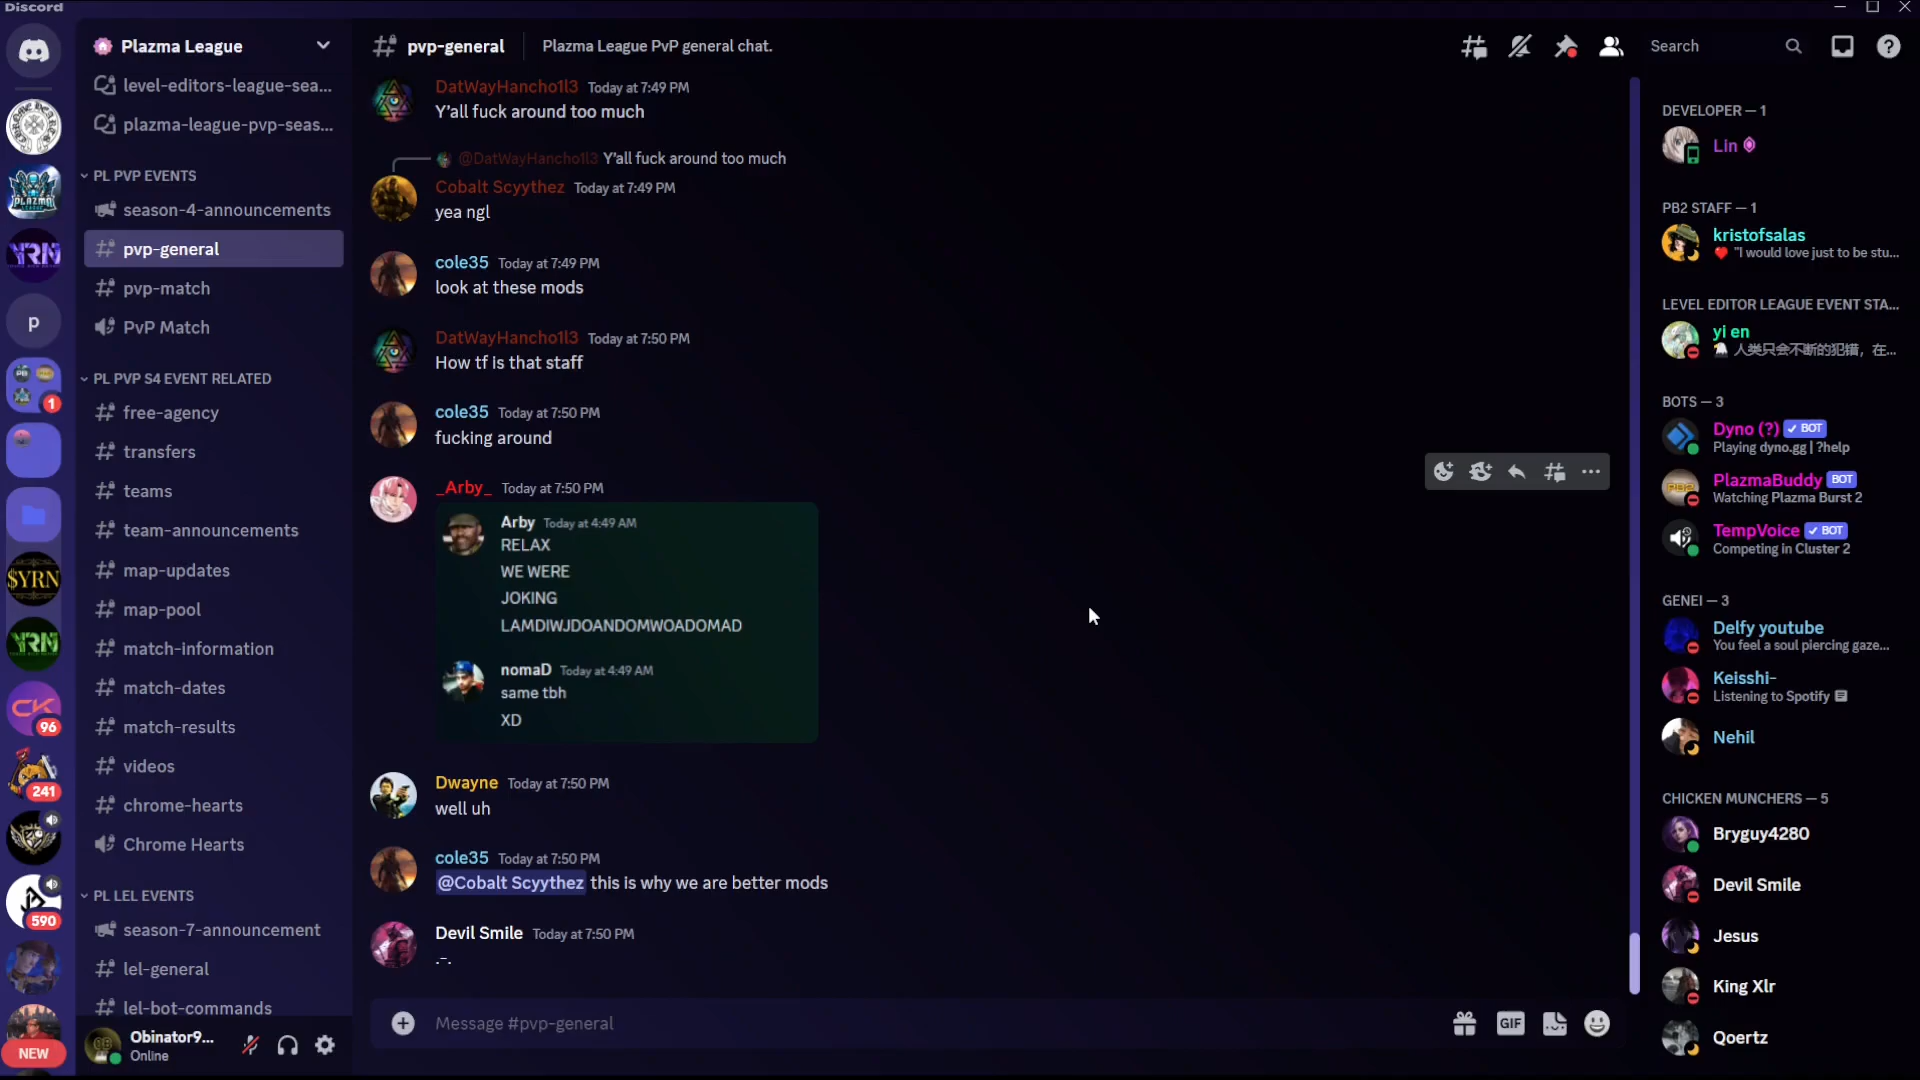 Discord
Plazma League
level-editors-league-sea...
plazma-league-pvp-seas...
PL PVP EVENTS
season-4-announcements
pvp-general
pvp-match
PvP Match
PL PVP S4 EVENT RELATED
free-agency
transfers
teams
team-announcements
map-updates
map-pool
match-information
match-dates
match-results
videos
chrome-hearts
Chrome Hearts
PL LEL EVENTS
season-7-announcement
lel-general
lel-bot-commands
Obinator9...
Online
PLAZMA
YRN
p
1
$YRN
YRN
CK
96
241
590
NEW
pvp-general
Plazma League PvP general chat.
Search
DatWayHancho1l3 Today at 7:49 PM
Y'all fuck around too much
@DatWayHancho1l3 Y'all fuck around too much
Cobalt Scyythez Today at 7:49 PM
yea ngl
cole35 Today at 7:49 PM
look at these mods
DatWayHancho1l3 Today at 7:50 PM
How tf is that staff
cole35 Today at 7:50 PM
fucking around
_Arby_ Today at 7:50 PM
Arby Today at 4:49 AM
RELAX
WE WERE
JOKING
LAMDIWJDOANDOMWOADOMAD
nomaD Today at 4:49 AM
same tbh
XD
Dwayne Today at 7:50 PM
well uh
cole35 Today at 7:50 PM
@Cobalt Scyythez this is why we are better mods
Devil Smile Today at 7:50 PM
.-.
Message #pvp-general
GIF
DEVELOPER — 1
Lin
PB2 STAFF — 1
kristofsalas
"I would love just to be stu...
LEVEL EDITOR LEAGUE EVENT STA...
yi en
人类只会不断的犯错，在...
BOTS — 3
Dyno (?) ✓ BOT
Playing dyno.gg | ?help
PlazmaBuddy BOT
Watching Plazma Burst 2
TempVoice ✓ BOT
Competing in Cluster 2
GENEI — 3
Delfy youtube
You feel a soul piercing gaze...
Keisshi-
Listening to Spotify
Nehil
CHICKEN MUNCHERS — 5
Bryguy4280
Devil Smile
Jesus
King Xlr
Qoertz